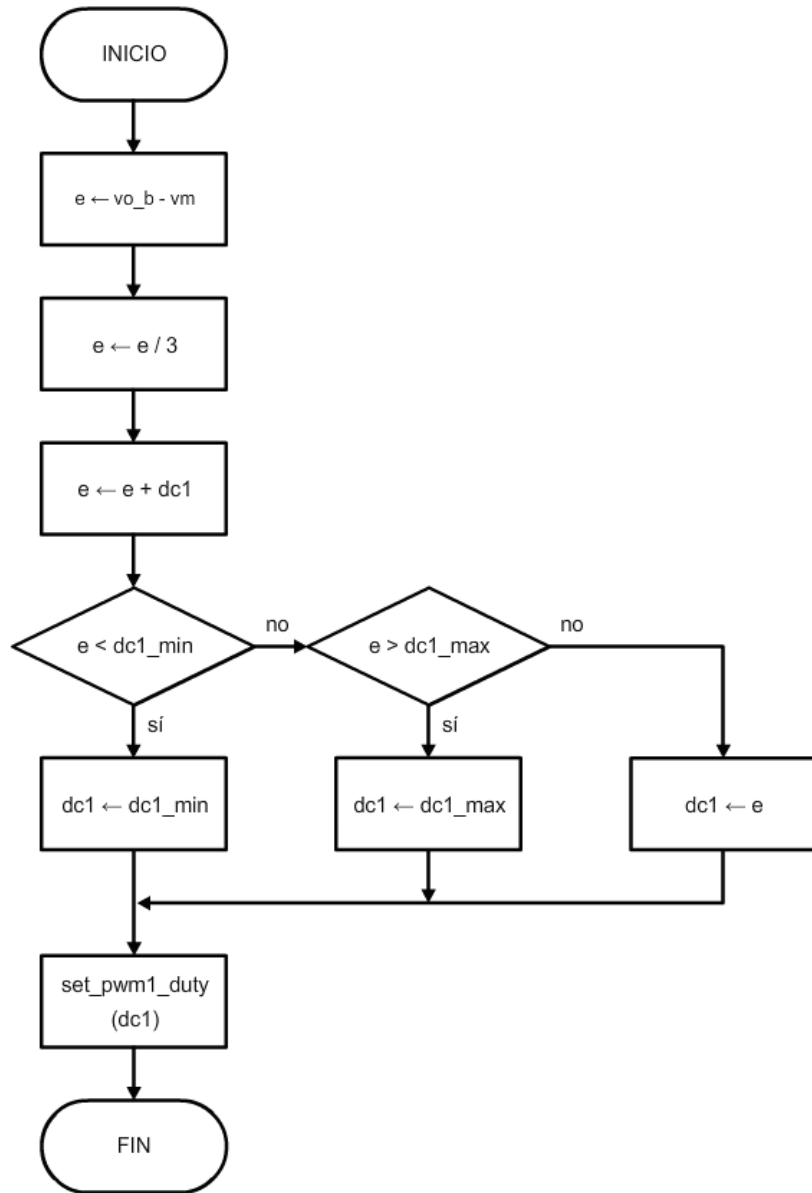 INICIO
e ← vo_b - vm
e ← e / 3
e ← e + dc1
e < dc1_min
no
e > dc1_max
no
sí
sí
dc1 ← dc1_min
dc1 ← dc1_max
dc1 ← e
set_pwm1_duty
(dc1)
FIN